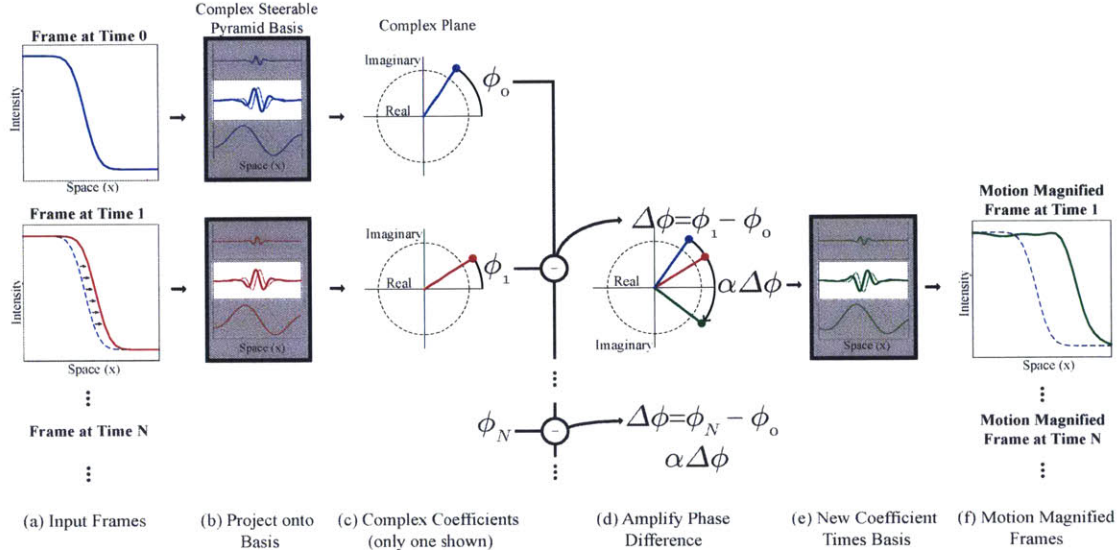 Complex Steerable
Pyramid Basis
Complex Plane
Frame at Time 0
Intensity
Space (x)
Space (x)
Imaginary
Real
ϕ₀
Frame at Time 1
Intensity
Space (x)
Space (x)
Imaginary
Real
ϕ₁
−
Δϕ=ϕ₁ − ϕ₀
Imaginary
Real
αΔϕ
Space (x)
Motion Magnified
Frame at Time 1
Intensity
Space (x)
⋮
Frame at Time N
⋮
⋮
ϕN
−
⋮
Δϕ=ϕN − ϕ₀
αΔϕ
⋮
Motion Magnified
Frame at Time N
⋮
(a) Input Frames
(b) Project onto
Basis
(c) Complex Coefficients
(only one shown)
(d) Amplify Phase
Difference
(e) New Coefficient
Times Basis
(f) Motion Magnified
Frames